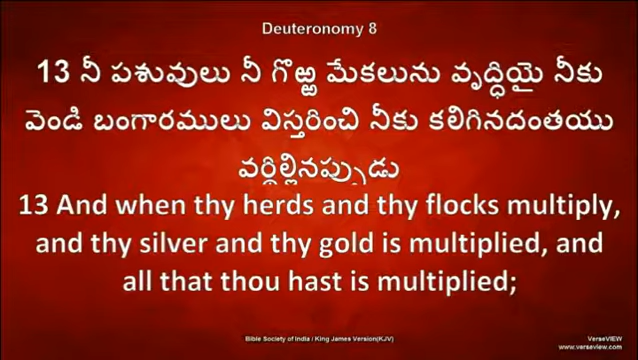 Deuteronomy 8
13 నీ పశువులు నీ గొఱ్ఱ మేకలును వృద్ధియై నీకు
వెండి బంగారములు విస్తరించి నీకు కలిగినదంతయు
వర్థిల్లినప్పుడు
13 And when thy herds and thy flocks multiply,
and thy silver and thy gold is multiplied, and
all that thou hast is multiplied;
Bible Society of India / King James Version(KJV)
VerseVIEW
www.verseview.com